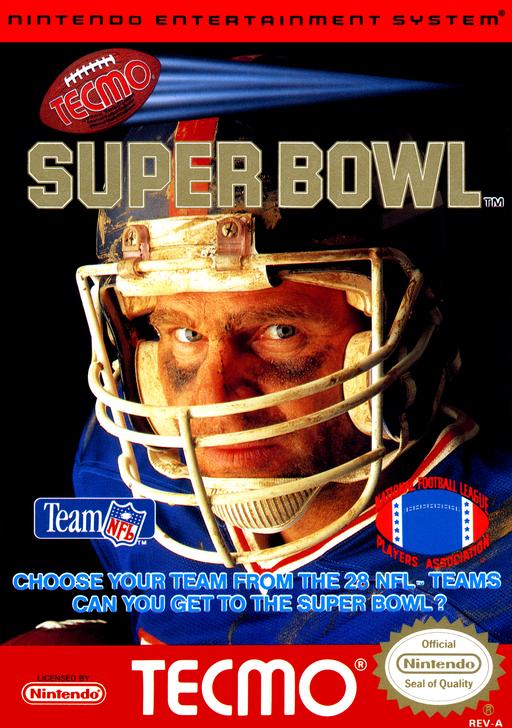 NINTENDO ENTERTAINMENT SYSTEM®
TECMO
SUPER BOWL™
Team NFL™
NATIONAL FOOTBALL LEAGUE
PLAYERS ASSOCIATION
CHOOSE YOUR TEAM FROM THE 28 NFL- TEAMS
CAN YOU GET TO THE SUPER BOWL?
LICENSED BY
Nintendo®
TECMO®
Official
Nintendo
Seal of Quality
®
REV-A